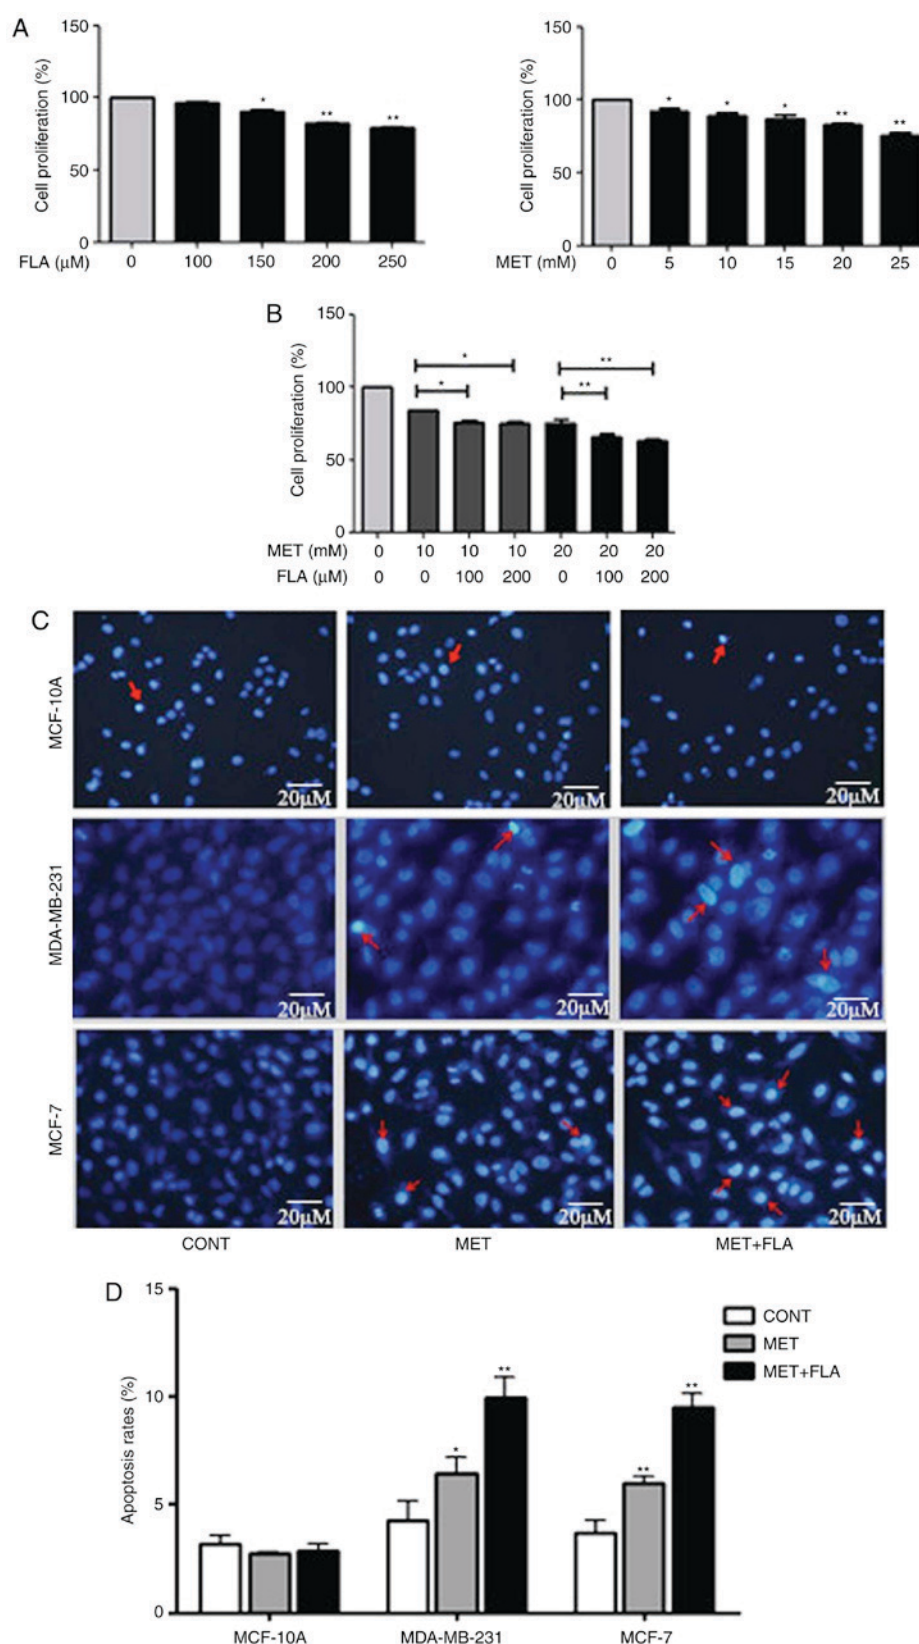 A
150
100
50
0
Cell proliferation (%)
*
**
**
FLA (μM)
0 100 150 200 250
150
100
50
0
Cell proliferation (%)
*
*
*
**
**
MET (mM)
0 5 10 15 20 25
B
150
100
50
0
Cell proliferation (%)
*
*
**
**
MET (mM) 0 10 10 10 20 20 20
FLA (μM) 0 0 100 200 0 100 200
C
MCF-10A
20μM
20μM
20μM
MDA-MB-231
20μM
20μM
20μM
MCF-7
20μM
20μM
20μM
CONT MET MET+FLA
D
15
10
5
0
Apoptosis rates (%)
*
**
**
**
CONT
MET
MET+FLA
MCF-10A MDA-MB-231 MCF-7